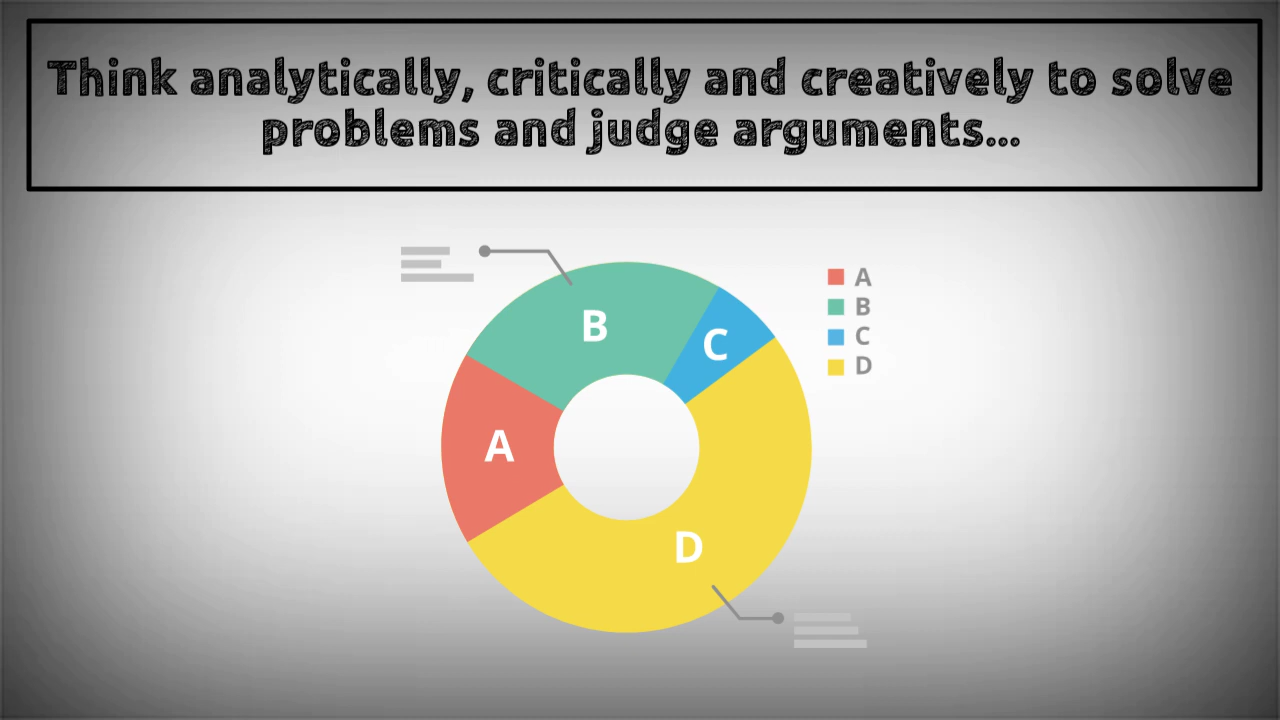 Think analytically, critically and creatively to solve
problems and judge arguments...
B
C
A
D
A
B
C
D